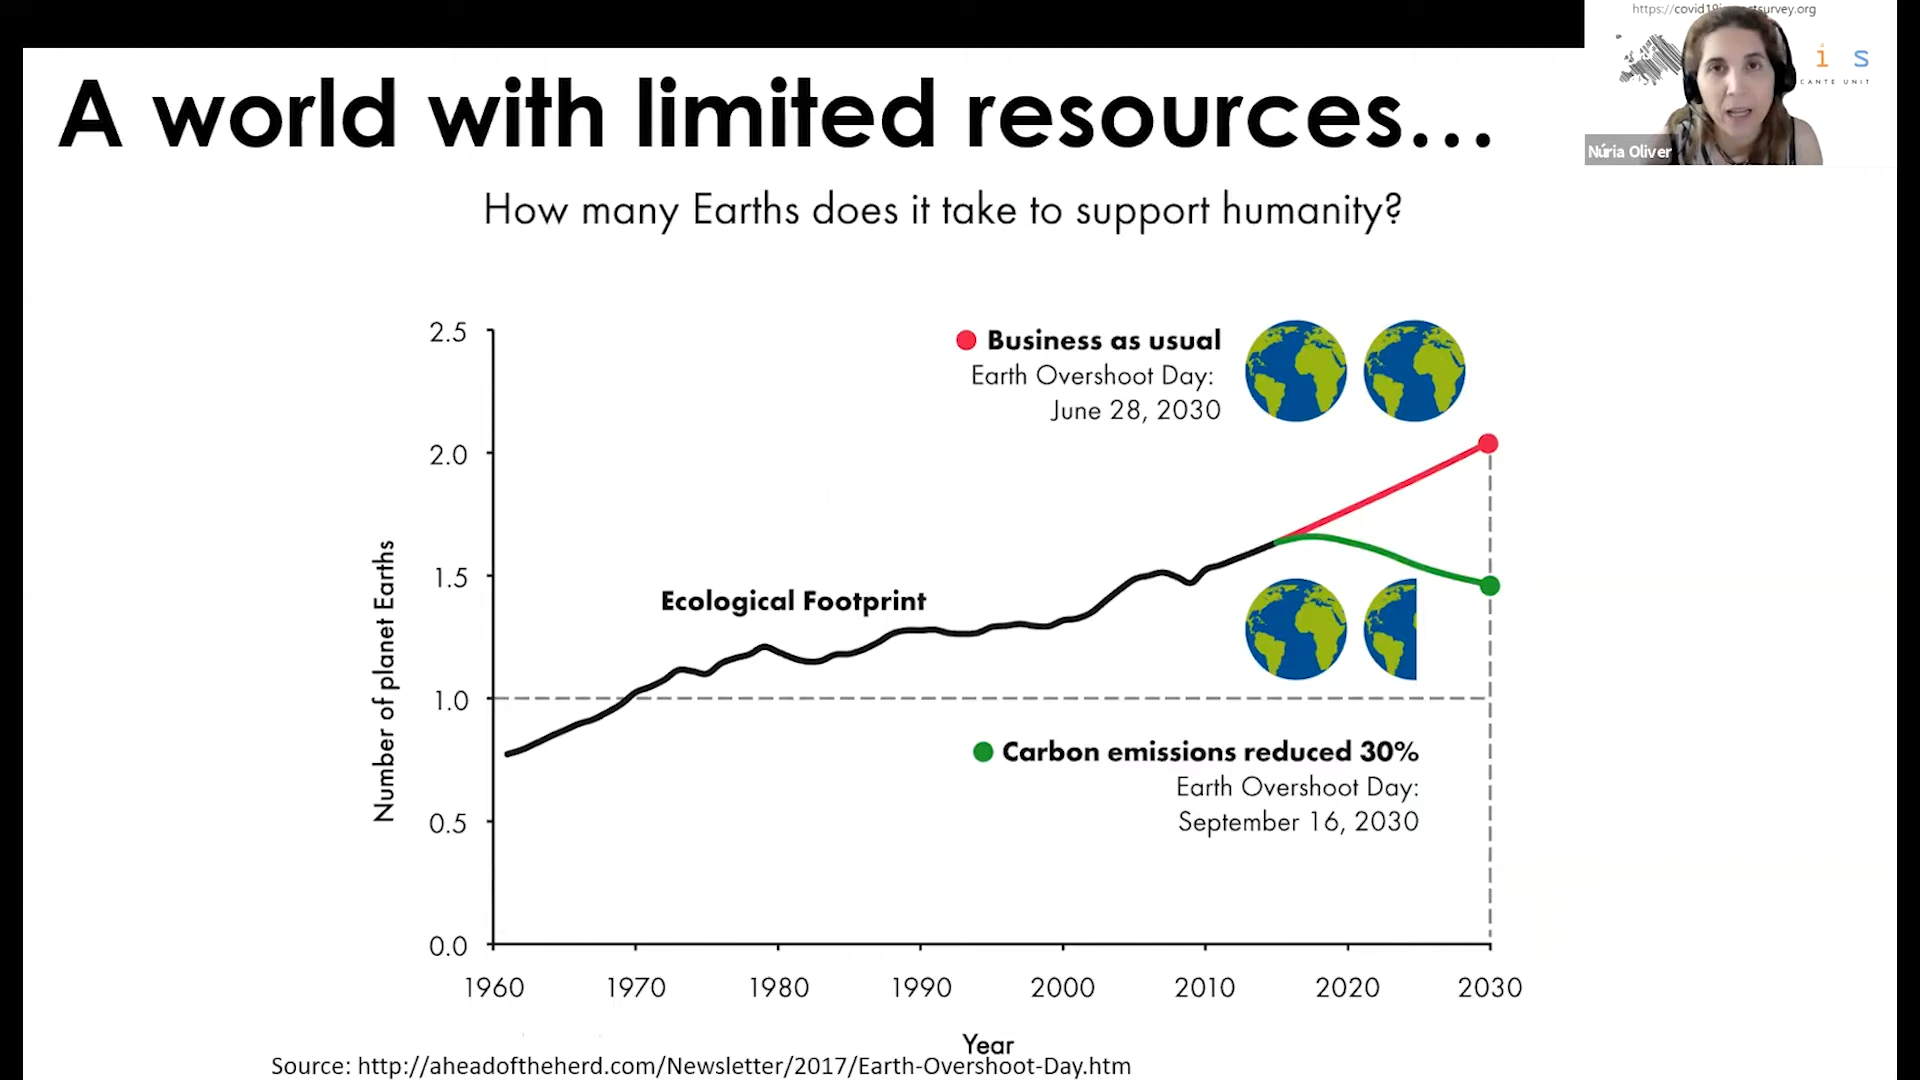 https://covid19impactsurvey.org
i s
CANTE UNIT
Núria Oliver
A world with limited resources...
How many Earths does it take to support humanity?
2.5
2.0
1.5
1.0
0.5
0.0
Number of planet Earths
Business as usual
Earth Overshoot Day:
June 28, 2030
Ecological Footprint
Carbon emissions reduced 30%
Earth Overshoot Day:
September 16, 2030
1960 1970 1980 1990 2000 2010 2020 2030
Year
Source: http://aheadoftheherd.com/Newsletter/2017/Earth-Overshoot-Day.htm